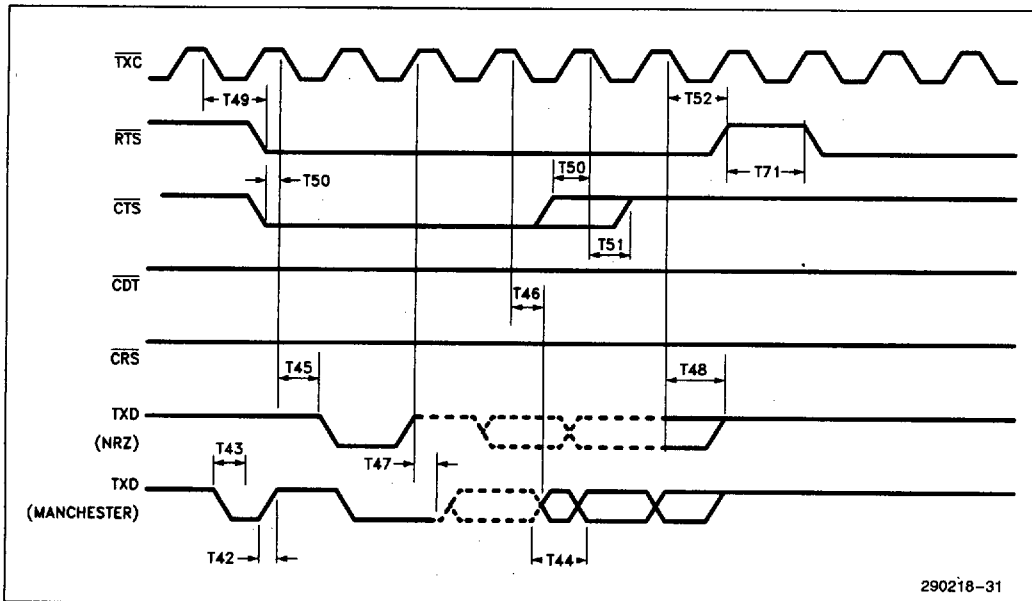 TXC
T49
T52
RTS
T50
T50
T71
CTS
T51
CDT
T46
CRS
T45
T48
TXD
(NRZ)
T43
T47
TXD
(MANCHESTER)
T42
T44
290218-31